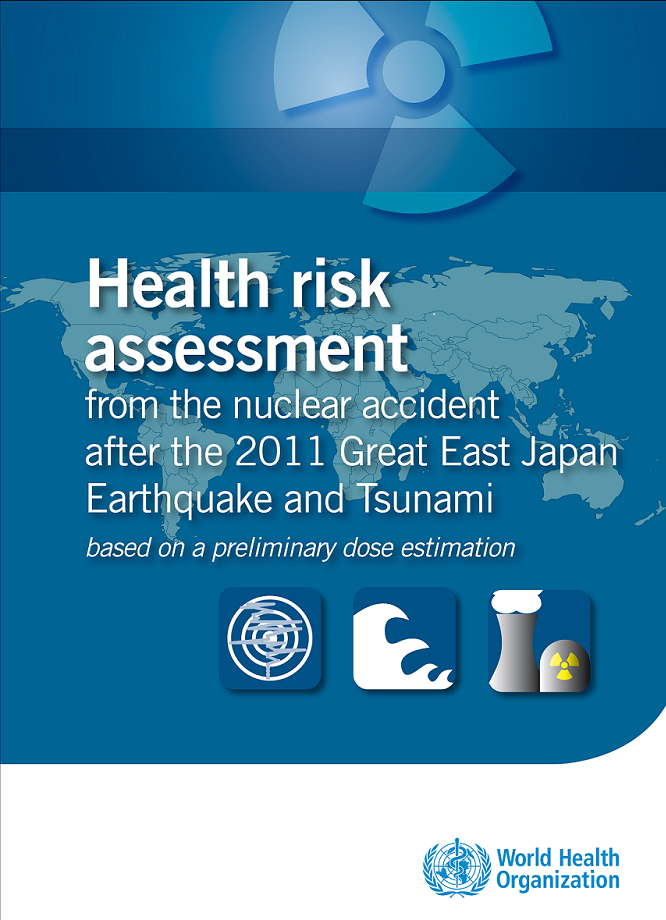 Health risk
assessment
from the nuclear accident
after the 2011 Great East Japan
Earthquake and Tsunami
based on a preliminary dose estimation
World Health
Organization